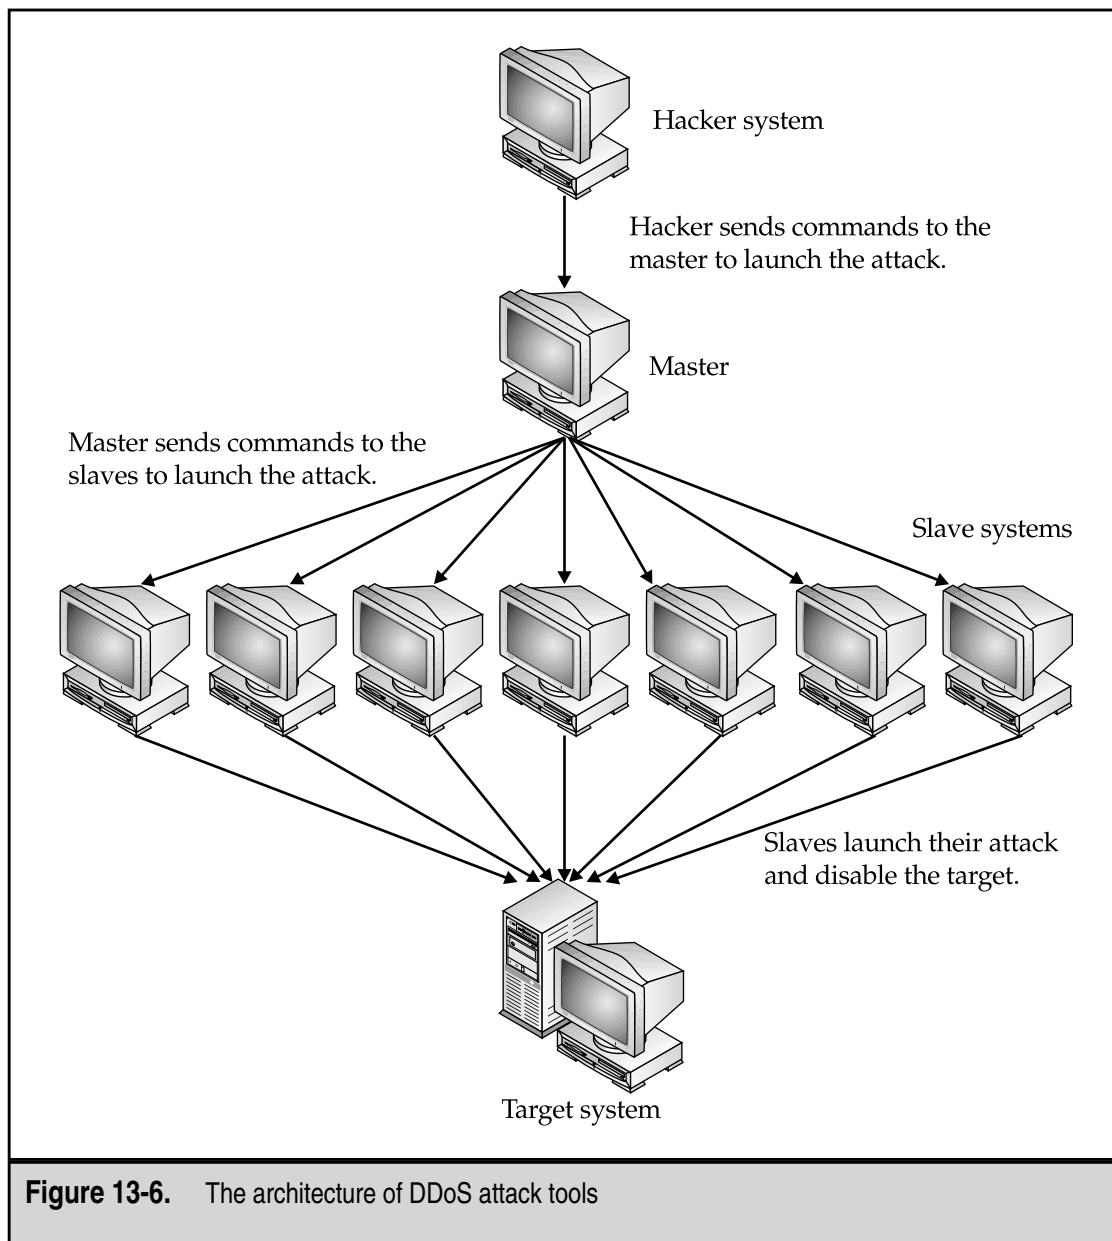 Hacker system
Hacker sends commands to the
master to launch the attack.
Master
Master sends commands to the
slaves to launch the attack.
Slave systems
Slaves launch their attack
and disable the target.
Target system
Figure 13-6. The architecture of DDoS attack tools